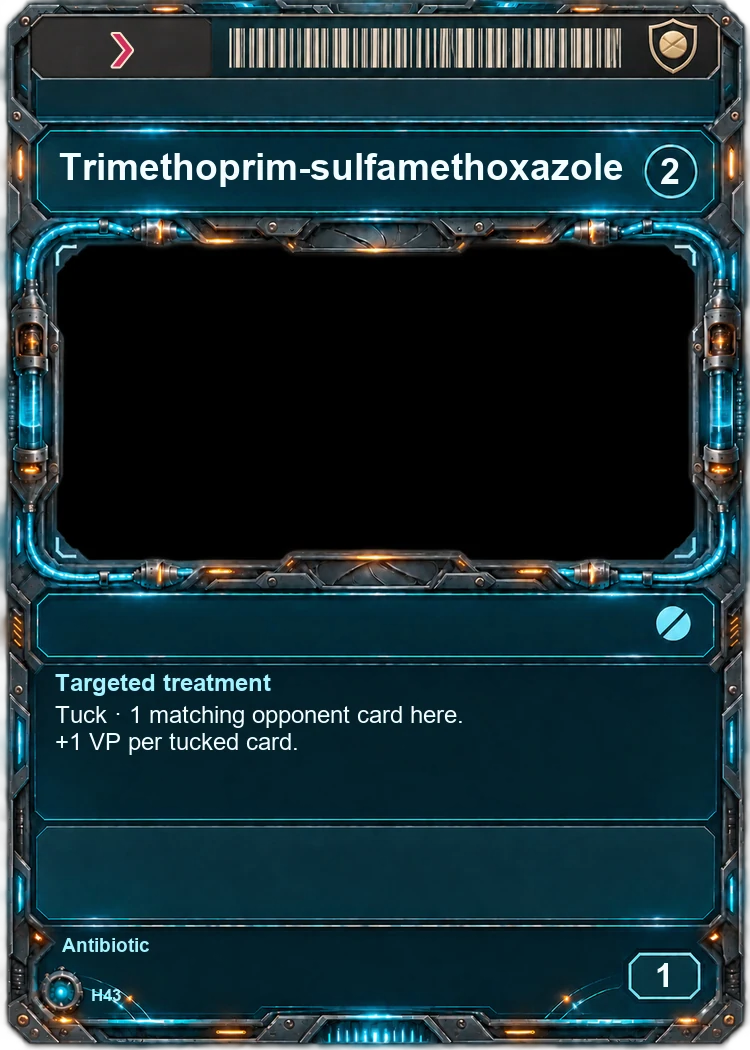 Trimethoprim-sulfamethoxazole 2
Targeted treatment
Tuck · 1 matching opponent card here.
+1 VP per tucked card.
Antibiotic
H43
1